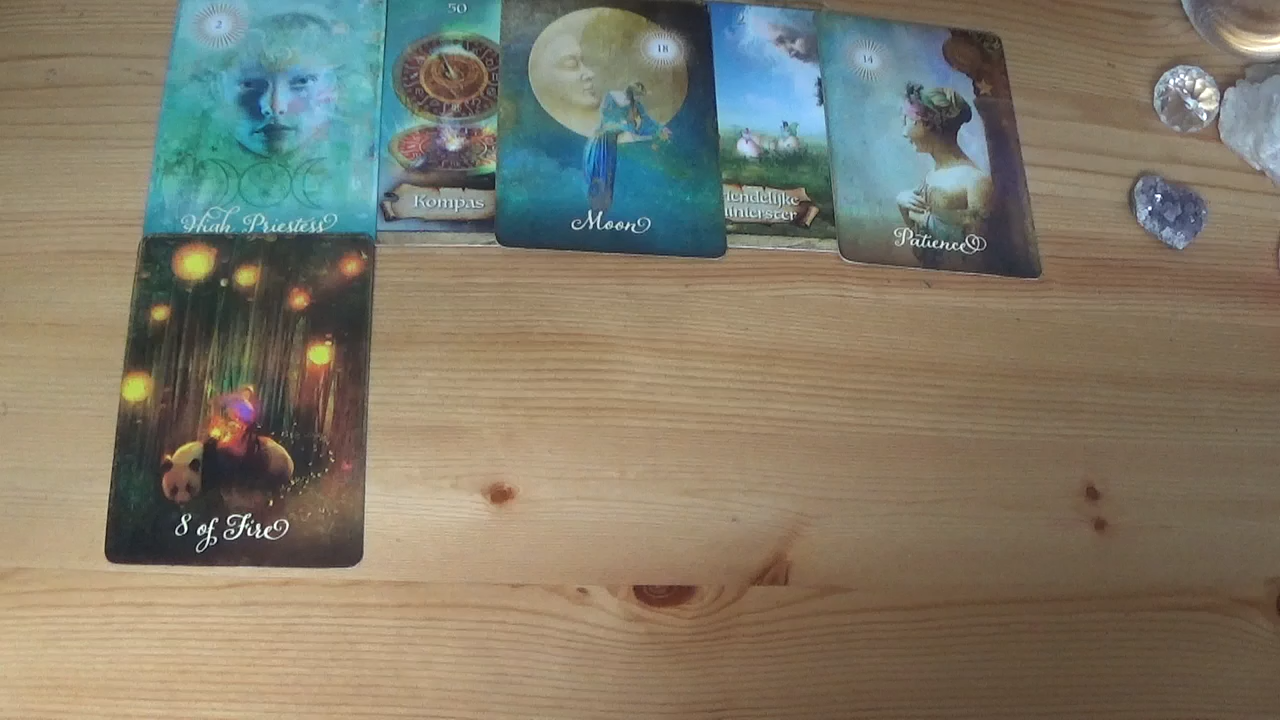 2
High Priestess
50
Kompas
18
Moon
14
Patience
8 of Fire